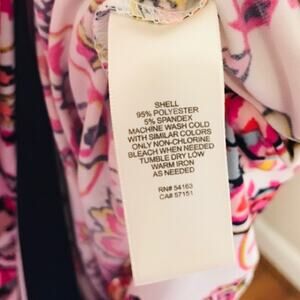 SHELL
95% POLYESTER
5% SPANDEX
MACHINE WASH COLD
WITH SIMILAR COLORS
ONLY NON-CHLORINE
BLEACH WHEN NEEDED
TUMBLE DRY LOW
WARM IRON
AS NEEDED
RN# 54163
CA# 57151